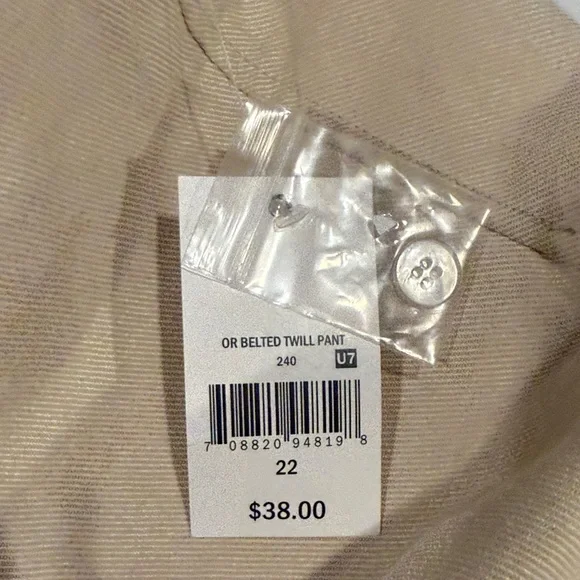 OR BELTED TWILL PANT
240 U7
7 08820 94819 8
22
$38.00